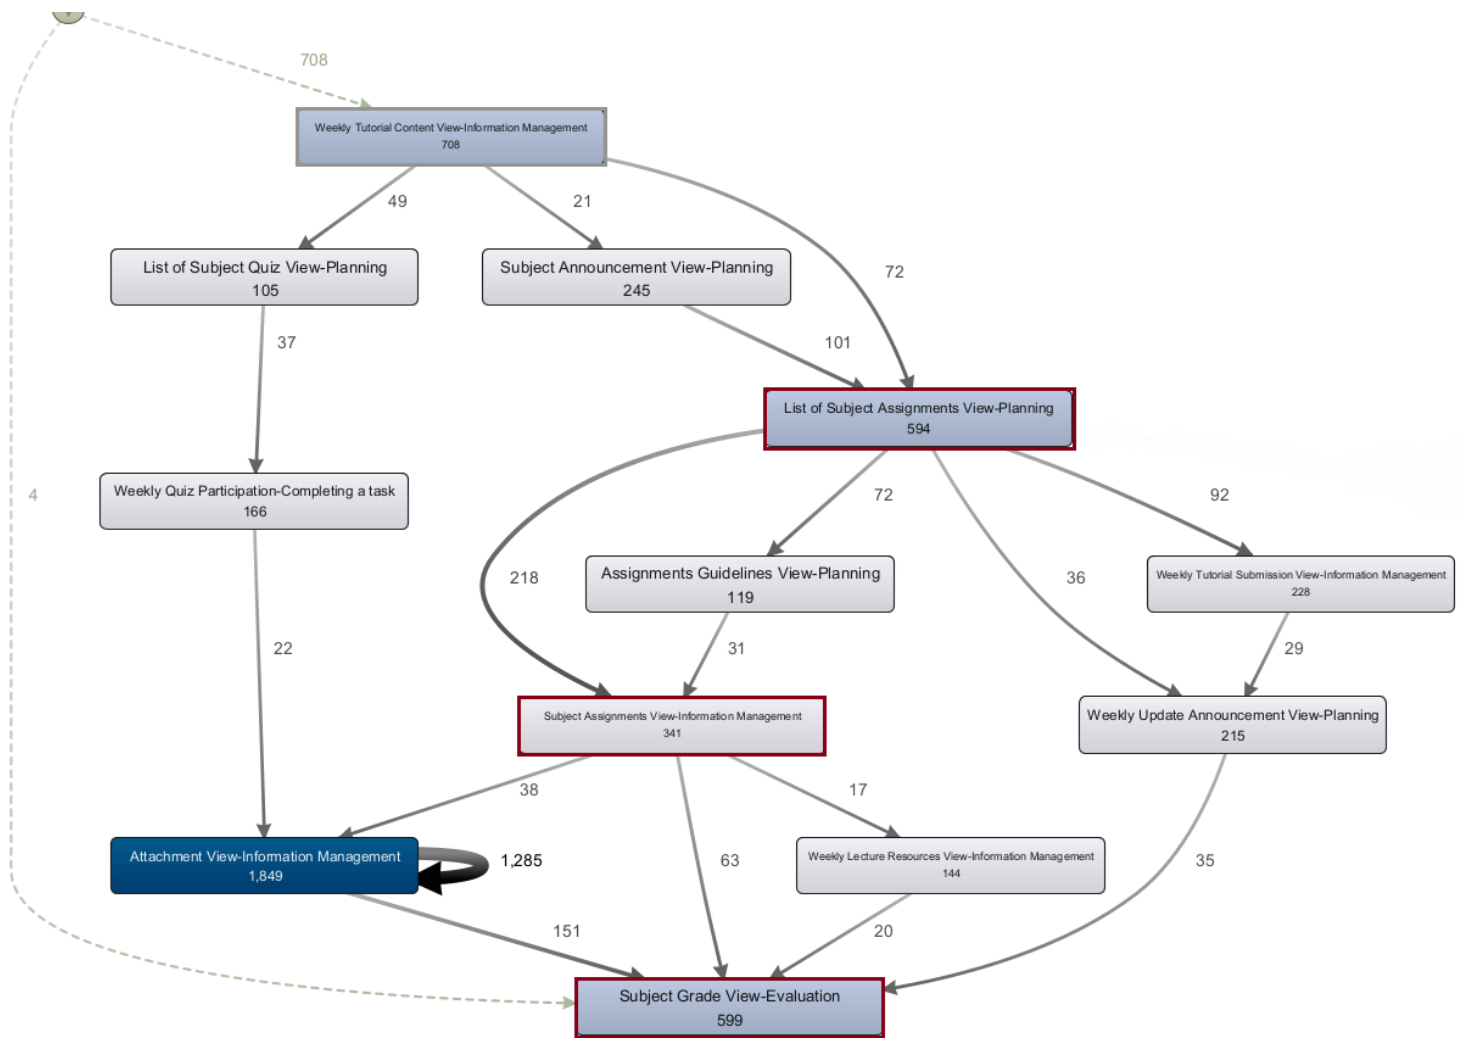 708
Weekly Tutorial Content View-Information Management
708
49
21
72
List of Subject Quiz View-Planning
105
Subject Announcement View-Planning
245
37
101
List of Subject Assignments View-Planning
594
4
Weekly Quiz Participation-Completing a task
166
72
92
218
Assignments Guidelines View-Planning
119
36
Weekly Tutorial Submission View-Information Management
228
22
31
29
Subject Assignments View-Information Management
341
Weekly Update Announcement View-Planning
215
38
17
Attachment View-Information Management
1,849
1,285
63
Weekly Lecture Resources View-Information Management
144
35
151
20
Subject Grade View-Evaluation
599